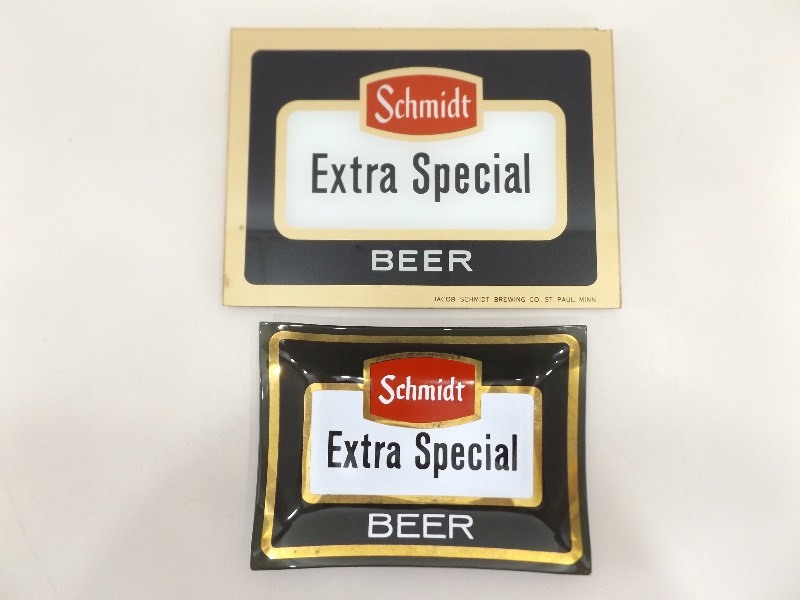 Schmidt
Extra Special
BEER
JACOB SCHMIDT BREWING CO. ST. PAUL, MINN.
Schmidt
Extra Special
BEER